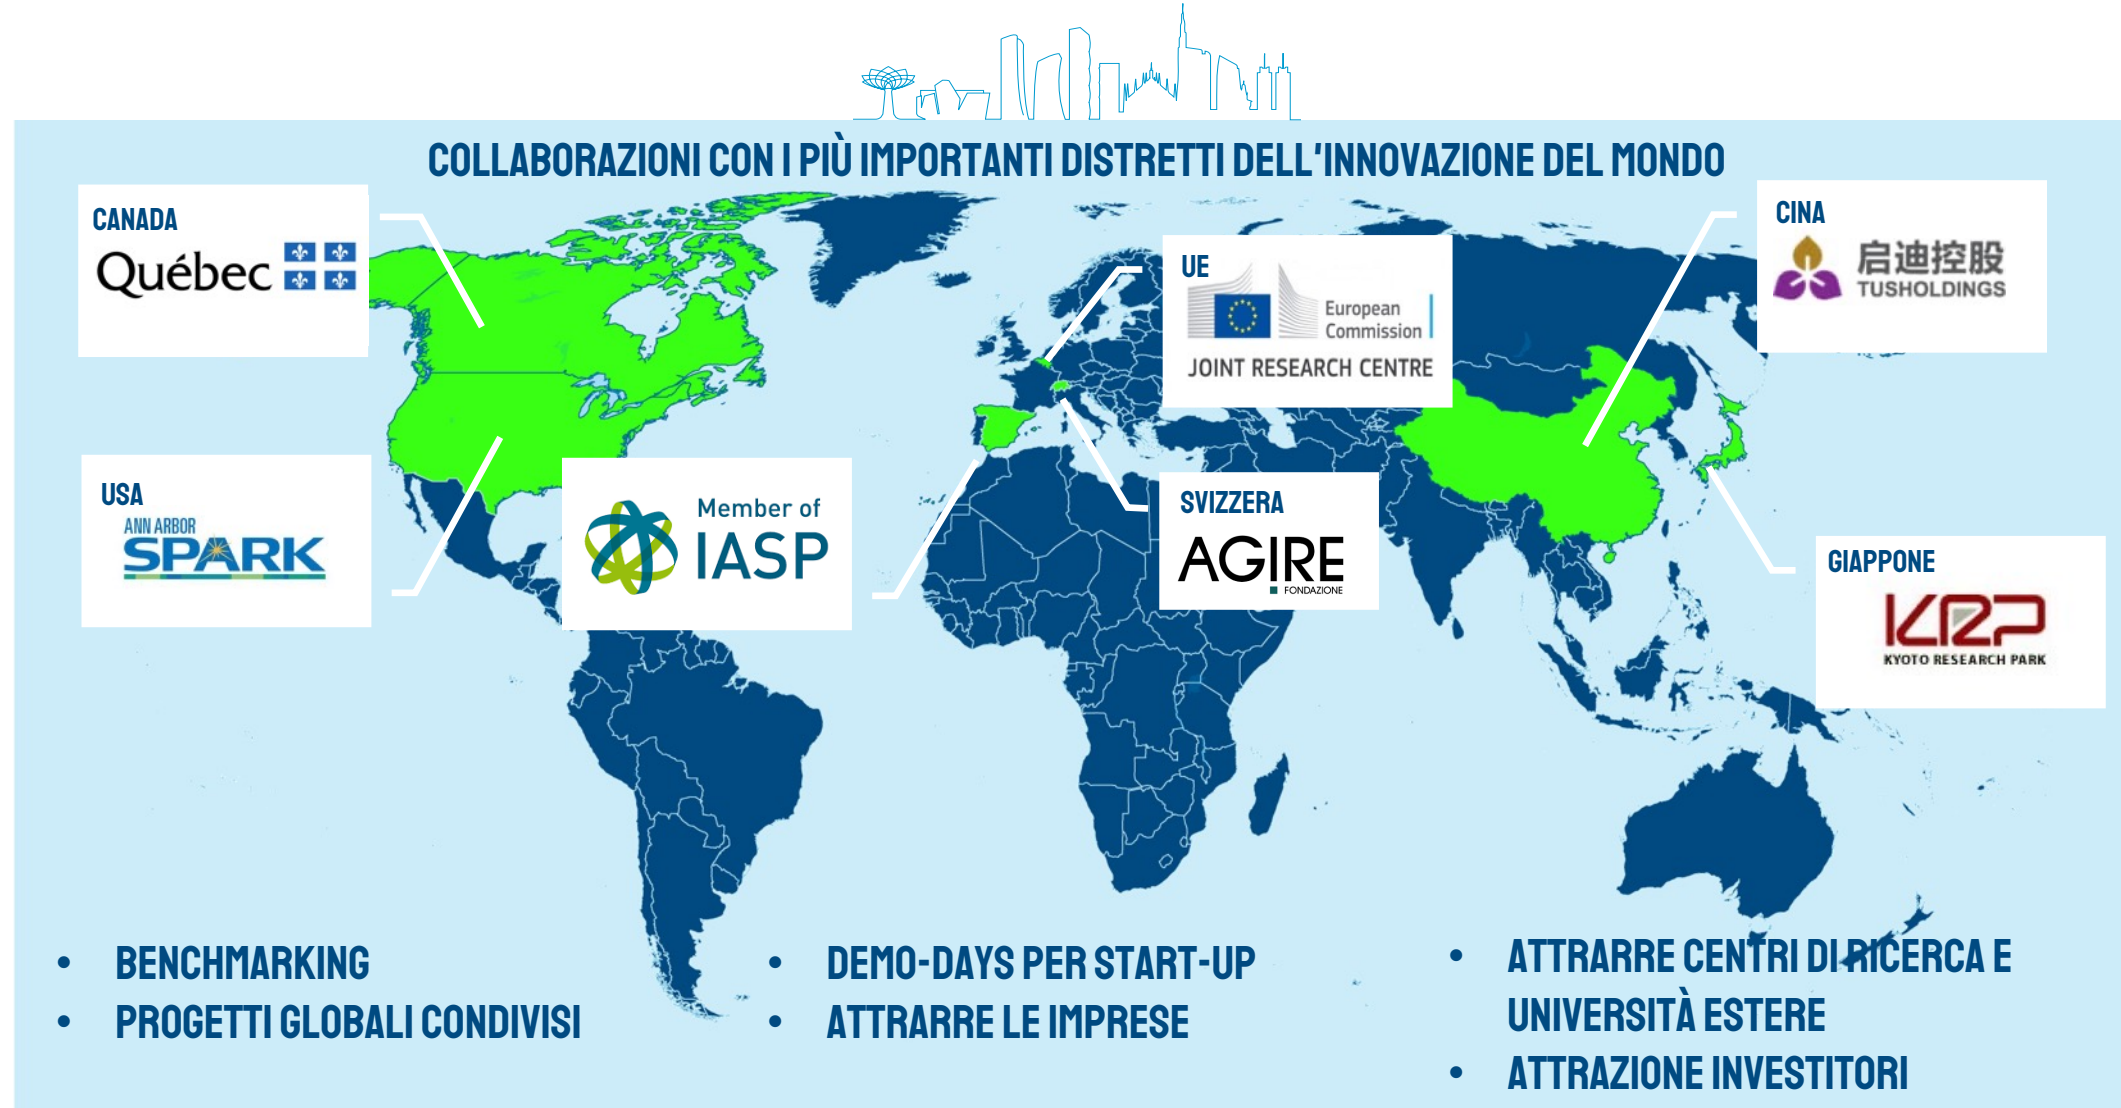 COLLABORAZIONI CON I PIÙ IMPORTANTI DISTRETTI DELL'INNOVAZIONE DEL MONDO
CANADA
Québec
USA
ANN ARBOR
SPARK
Member of
IASP
UE
European
Commission
JOINT RESEARCH CENTRE
SVIZZERA
AGIRE
FONDAZIONE
CINA
启迪控股
TUSHOLDINGS
GIAPPONE
KRP
KYOTO RESEARCH PARK
• BENCHMARKING
• PROGETTI GLOBALI CONDIVISI
• DEMO-DAYS PER START-UP
• ATTRARRE LE IMPRESE
• ATTRARRE CENTRI DI RICERCA E
UNIVERSITÀ ESTERE
• ATTRAZIONE INVESTITORI